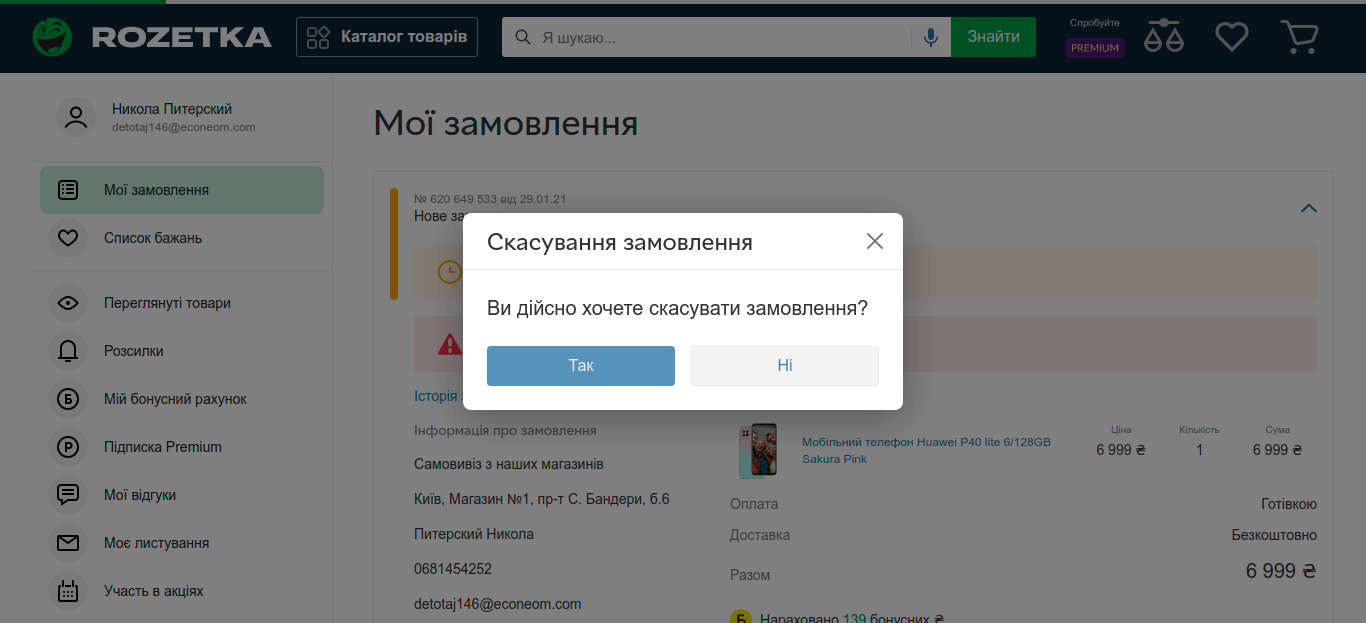 ROZETKA
Каталог товарів
Я шукаю...
Знайти
Спробуйте
PREMIUM
Никола Питерский
detotaj146@econeom.com
Мої замовлення
Список бажань
Переглянуті товари
Розсилки
Мій бонусний рахунок
Підписка Premium
Мої відгуки
Моє листування
Участь в акціях
Мої замовлення
№ 620 649 533 від 29.01.21
Нове за
Скасування замовлення
Ви дійсно хочете скасувати замовлення?
Так
Ні
Історія
Інформація про замовлення
Самовивіз з наших магазинів
Київ, Магазин №1, пр-т С. Бандери, б.6
Питерский Никола
0681454252
detotaj146@econeom.com
Мобільний телефон Huawei P40 lite 6/128GB
Sakura Pink
Ціна
6 999 ₴
Кількість
1
Сума
6 999 ₴
Оплата
Готівкою
Доставка
Безкоштовно
Разом
6 999 ₴
Б Нараховано 139 бонусних ₴